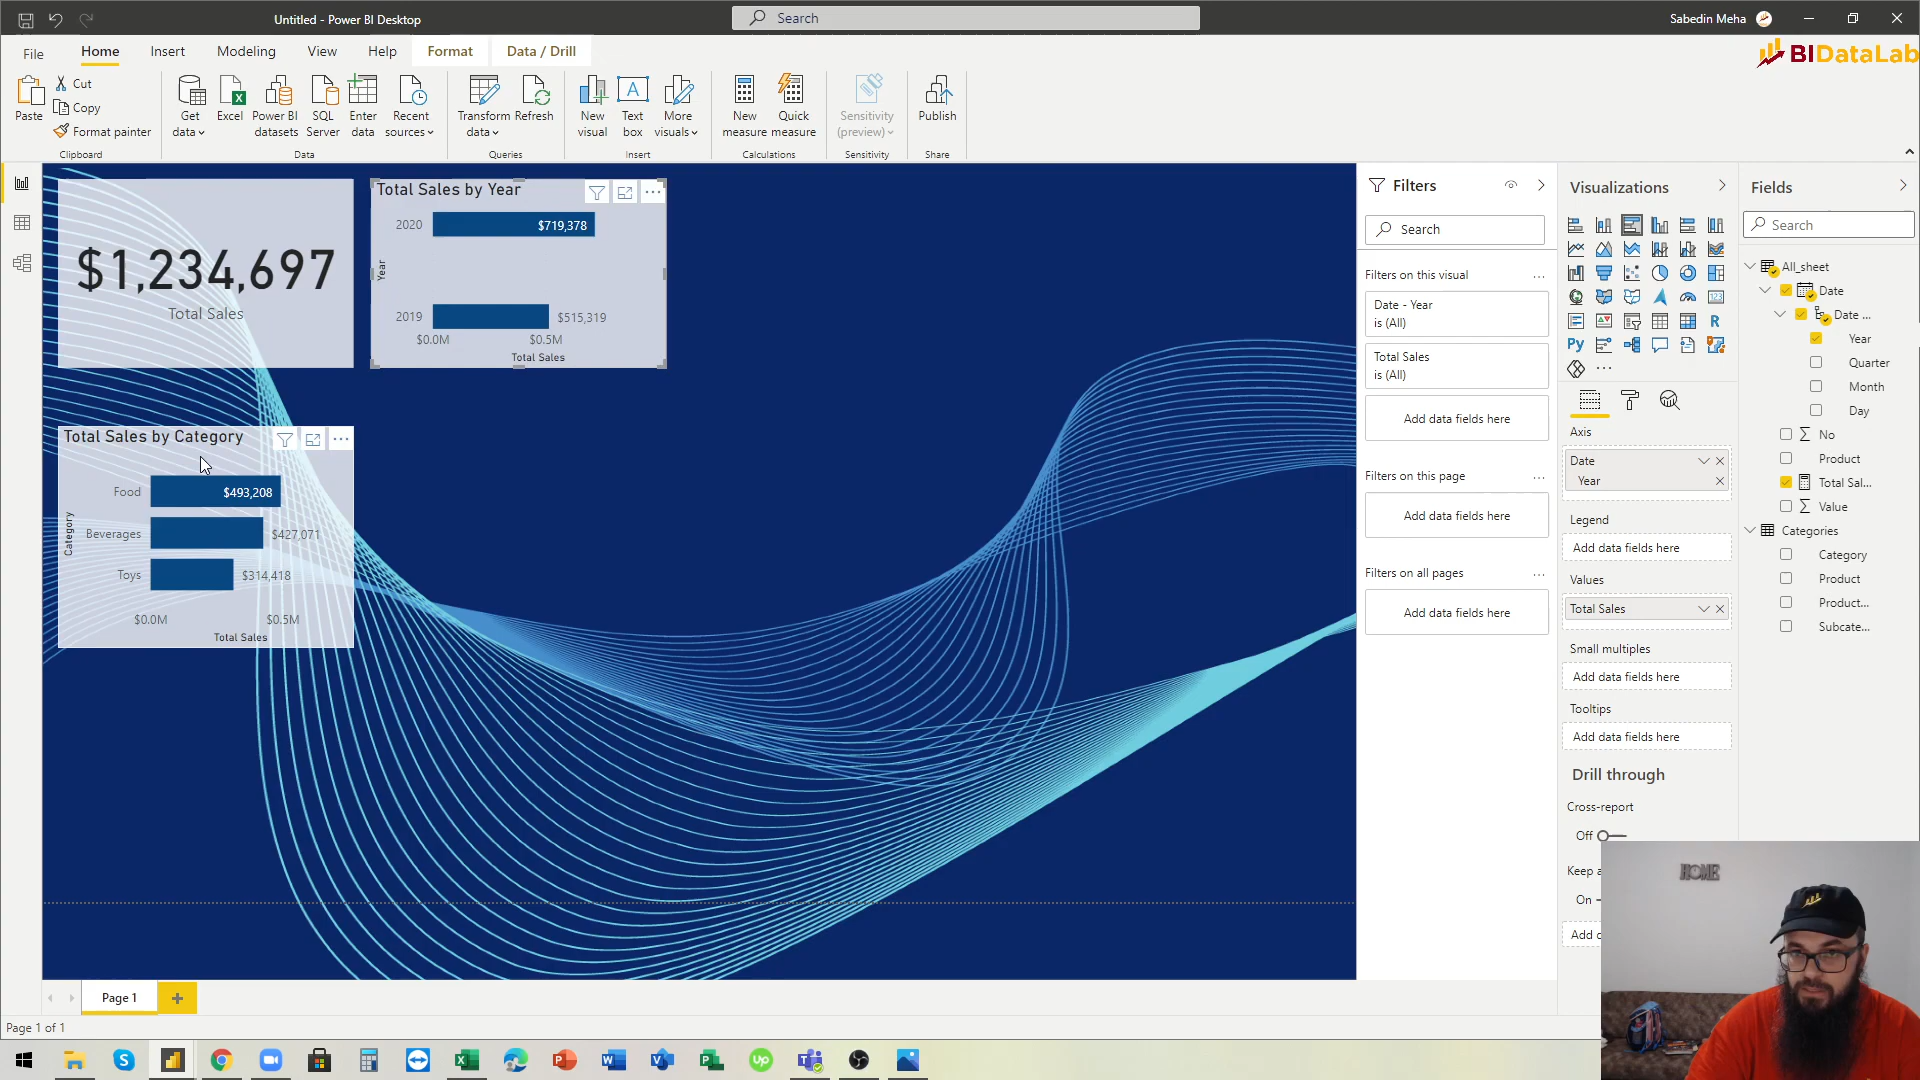 Untitled - Power BI Desktop
Search
Sabedin Meha
File
Home
Insert
Modeling
View
Help
Format
Data / Drill
BIDataLab
Paste
Cut
Copy
Format painter
Clipboard
Get data
Excel
Power BI datasets
SQL Server
Enter data
Recent sources
Data
Transform data
Refresh
Queries
New visual
Text box
More visuals
Insert
New measure
Quick measure
Calculations
Sensitivity (preview)
Sensitivity
Publish
Share
$1,234,697
Total Sales
Total Sales by Year
Year
2020
$719,378
2019
$515,319
$0.0M
$0.5M
Total Sales
Total Sales by Category
Category
Food
$493,208
Beverages
$427,071
Toys
$314,418
$0.0M
$0.5M
Total Sales
Filters
Search
Filters on this visual
Date - Year
is (All)
Total Sales
is (All)
Add data fields here
Filters on this page
Add data fields here
Filters on all pages
Add data fields here
Visualizations
R
Py
123
Axis
Date
Year
Legend
Add data fields here
Values
Total Sales
Small multiples
Add data fields here
Tooltips
Add data fields here
Drill through
Cross-report
Off
Keep a
On
Add d
Fields
Search
All_sheet
Date
Date ...
Year
Quarter
Month
Day
No
Product
Total Sal...
Value
Categories
Category
Product
Product...
Subcate...
HOME
Page 1
Page 1 of 1